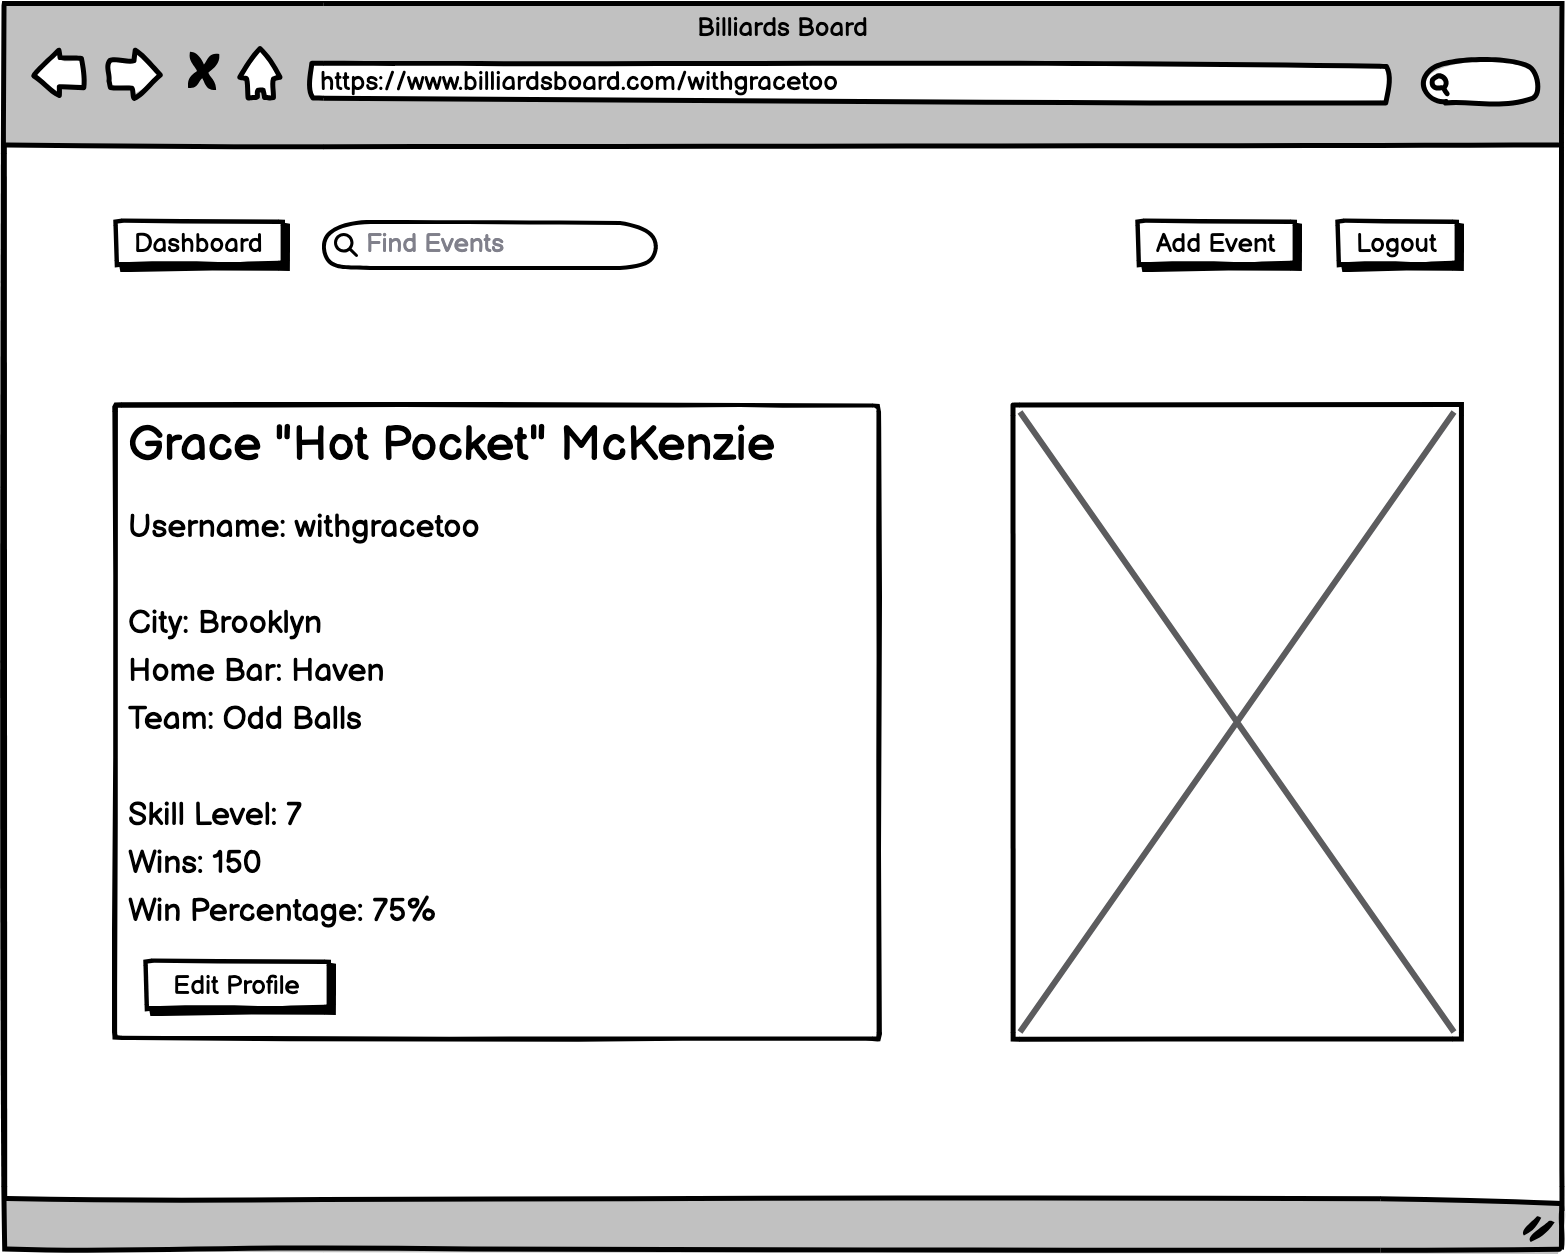 Billiards Board
https://www.billiardsboard.com/withgracetoo
Dashboard
Find Events
Add Event
Logout
Grace "Hot Pocket" McKenzie
Username: withgracetoo
City: Brooklyn
Home Bar: Haven
Team: Odd Balls
Skill Level: 7
Wins: 150
Win Percentage: 75%
Edit Profile